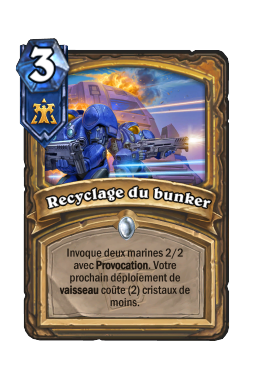 3
Recyclage du bunker
Invoque deux marines 2/2
avec Provocation. Votre
prochain déploiement de
vaisseau coûte (2) cristaux de
moins.